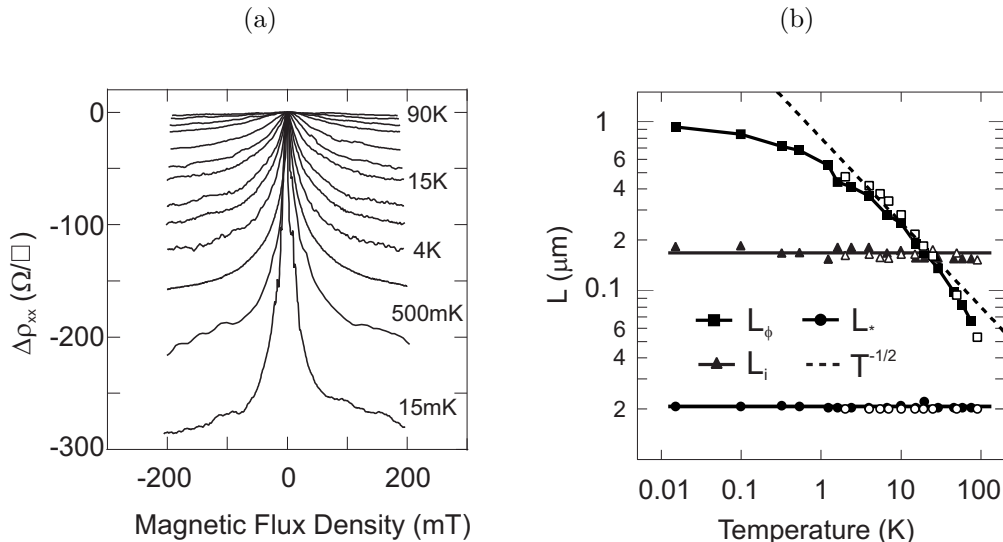 (a)
(b)
0
-100
-200
-300
Δρxx (Ω/□)
90K
15K
4K
500mK
15mK
-200
0
200
Magnetic Flux Density (mT)
1
6
4
2
0.1
6
4
2
L (μm)
Lϕ
L*
Li
T-1/2
0.01
0.1
1
10
100
Temperature (K)